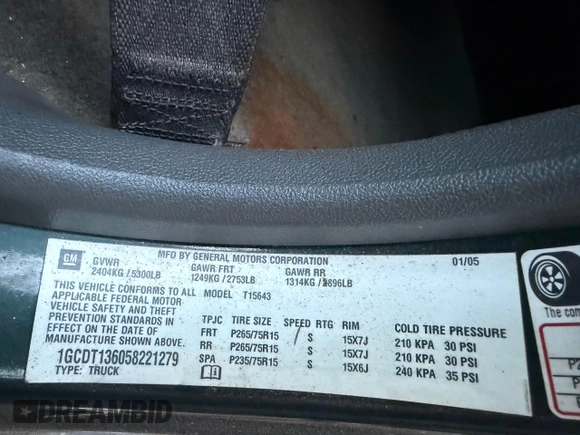 GM
MFD BY GENERAL MOTORS CORPORATION 01/05
GVWR GAWR FRT GAWR RR
2404KG/5300LB 1249KG/2753LB 1314KG/2896LB
THIS VEHICLE CONFORMS TO ALL MODEL T15643
APPLICABLE FEDERAL MOTOR
VEHICLE SAFETY AND THEFT
PREVENTION STANDARDS IN
EFFECT ON THE DATE OF
MANUFACTURE SHOWN ABOVE.
1GCDT136058221279
TYPE: TRUCK
TPJC TIRE SIZE SPEED RTG RIM COLD TIRE PRESSURE
FRT P265/75R15 S 15X7J 210 KPA 30 PSI
RR P265/75R15 S 15X7J 210 KPA 30 PSI
SPA P235/75R15 S 15X6J 240 KPA 35 PSI
The com
DREAMBID